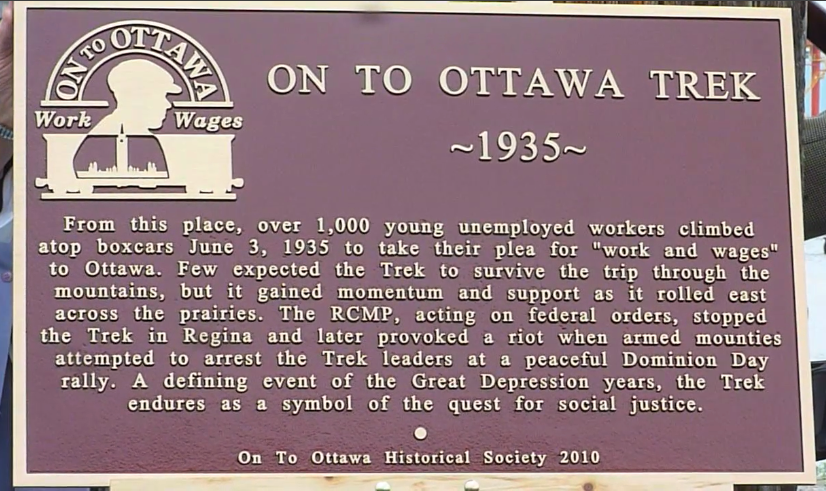 ON TO OTTAWA
Work Wages
ON TO OTTAWA TREK
~1935~
From this place, over 1,000 young unemployed workers climbed
atop boxcars June 3, 1935 to take their plea for "work and wages"
to Ottawa. Few expected the Trek to survive the trip through the
mountains, but it gained momentum and support as it rolled east
across the prairies. The RCMP, acting on federal orders, stopped
the Trek in Regina and later provoked a riot when armed mounties
attempted to arrest the Trek leaders at a peaceful Dominion Day
rally. A defining event of the Great Depression years, the Trek
endures as a symbol of the quest for social justice.
On To Ottawa Historical Society 2010